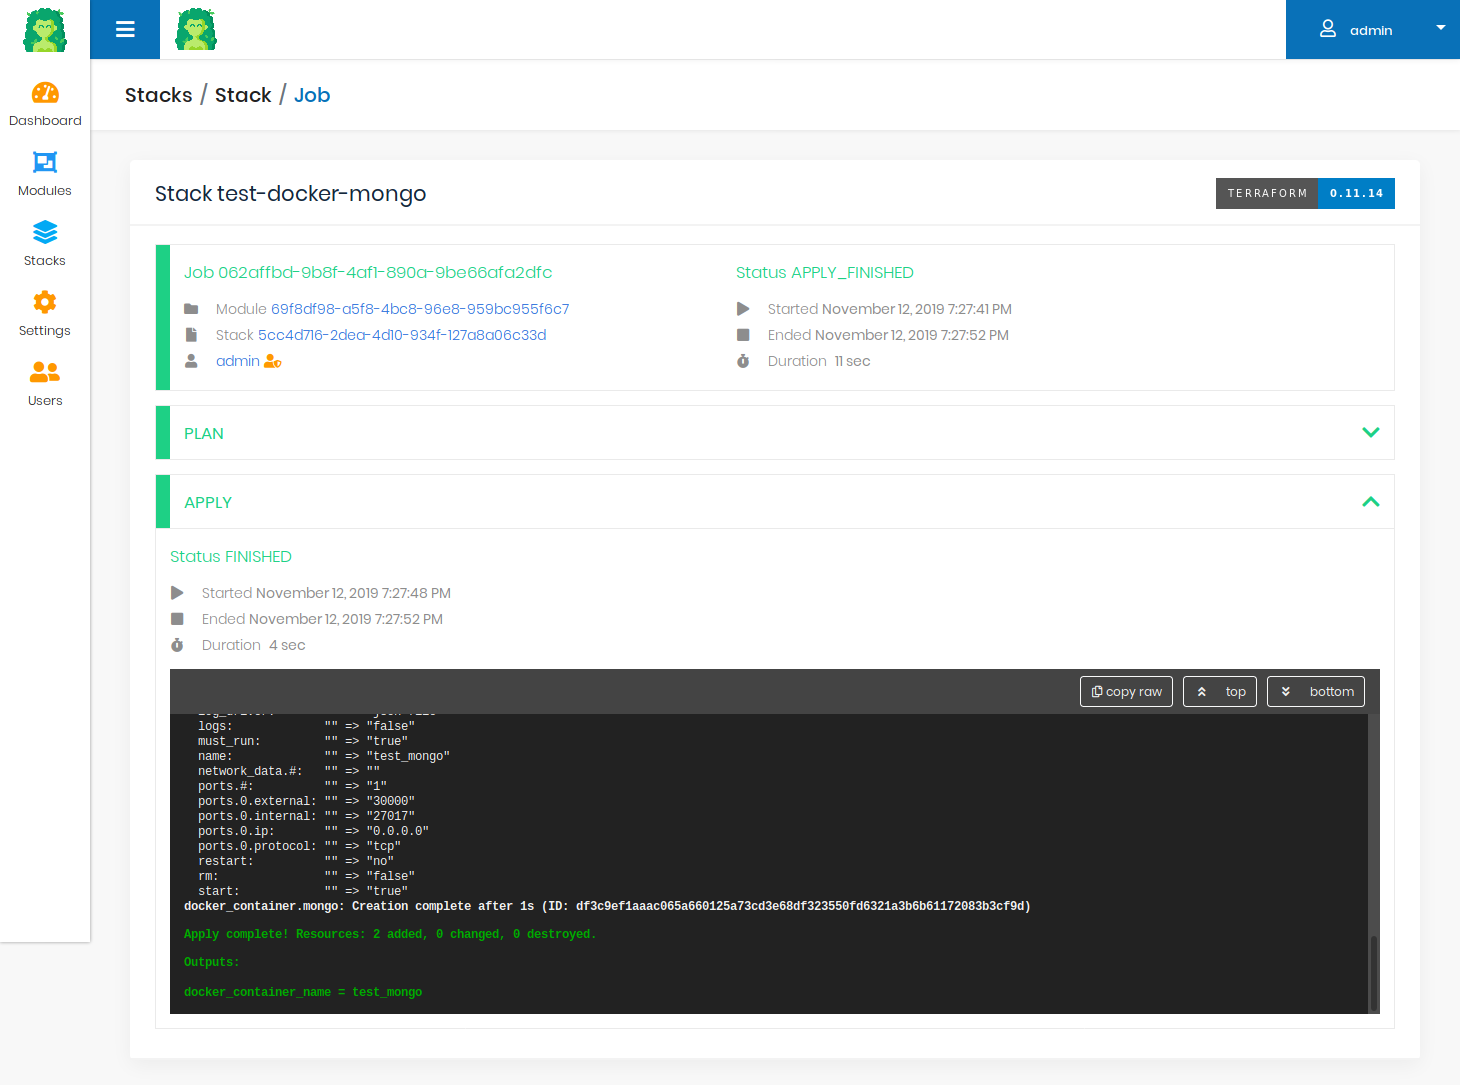 admin
Dashboard
Modules
Stacks
Settings
Users
Stacks / Stack / Job
Stack test-docker-mongo
TERRAFORM 0.11.14
Job 062affbd-9b8f-4af1-890a-9be66afa2dfc
Module 69f8df98-a5f8-4bc8-96e8-959bc955f6c7
Stack 5cc4d716-2dea-4d10-934f-127a8a06c33d
admin
Status APPLY_FINISHED
Started November 12, 2019 7:27:41 PM
Ended November 12, 2019 7:27:52 PM
Duration 11 sec
PLAN
APPLY
Status FINISHED
Started November 12, 2019 7:27:48 PM
Ended November 12, 2019 7:27:52 PM
Duration 4 sec
copy raw top bottom
logs: "" => "false"
must_run: "" => "true"
name: "" => "test_mongo"
network_data.#: "" => ""
ports.#: "" => "1"
ports.0.external: "" => "30000"
ports.0.internal: "" => "27017"
ports.0.ip: "" => "0.0.0.0"
ports.0.protocol: "" => "tcp"
restart: "" => "no"
rm: "" => "false"
start: "" => "true"
docker_container.mongo: Creation complete after 1s (ID: df3c9ef1aaac065a660125a73cd3e68df323550fd6321a3b6b61172083b3cf9d)
Apply complete! Resources: 2 added, 0 changed, 0 destroyed.
Outputs:
docker_container_name = test_mongo